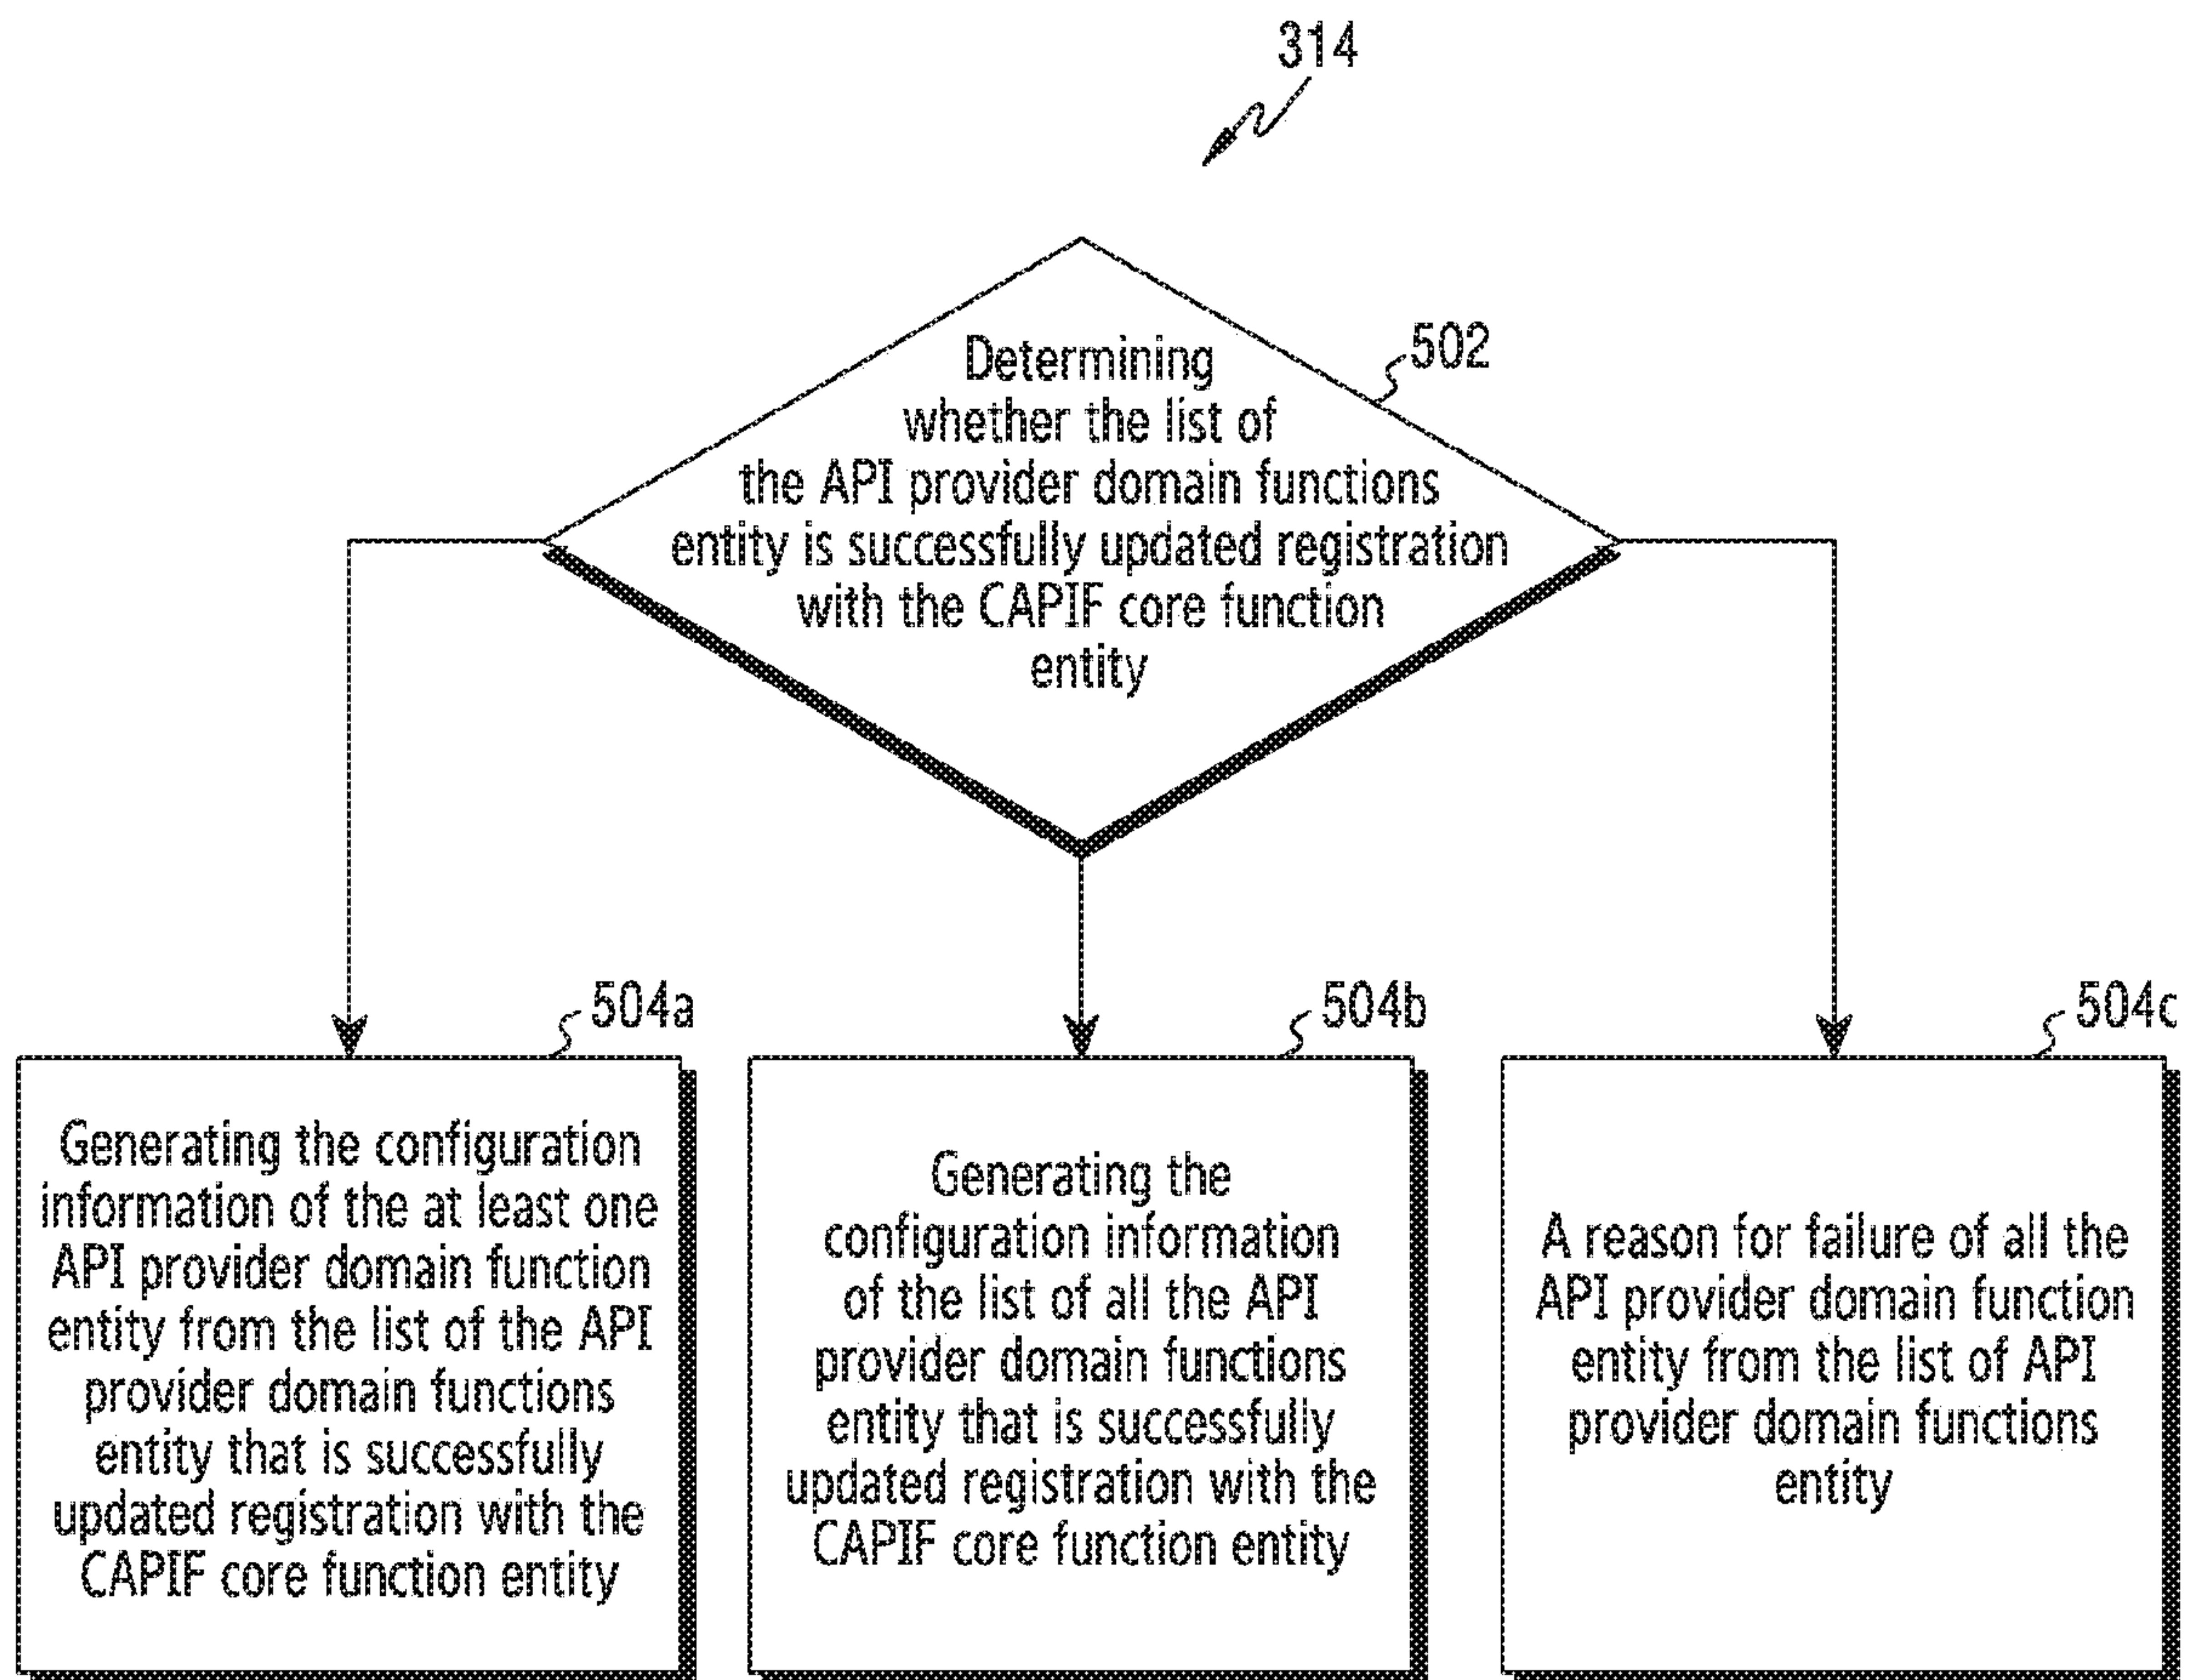 314
502
Determining
whether the list of
the API provider domain functions
entity is successfully updated registration
with the CAPIF core function
entity
504a
Generating the configuration
information of the at least one
API provider domain function
entity from the list of the API
provider domain functions
entity that is successfully
updated registration with the
CAPIF core function entity
504b
Generating the
configuration information
of the list of all the API
provider domain functions
entity that is successfully
updated registration with the
CAPIF core function entity
504c
A reason for failure of all the
API provider domain function
entity from the list of API
provider domain functions
entity